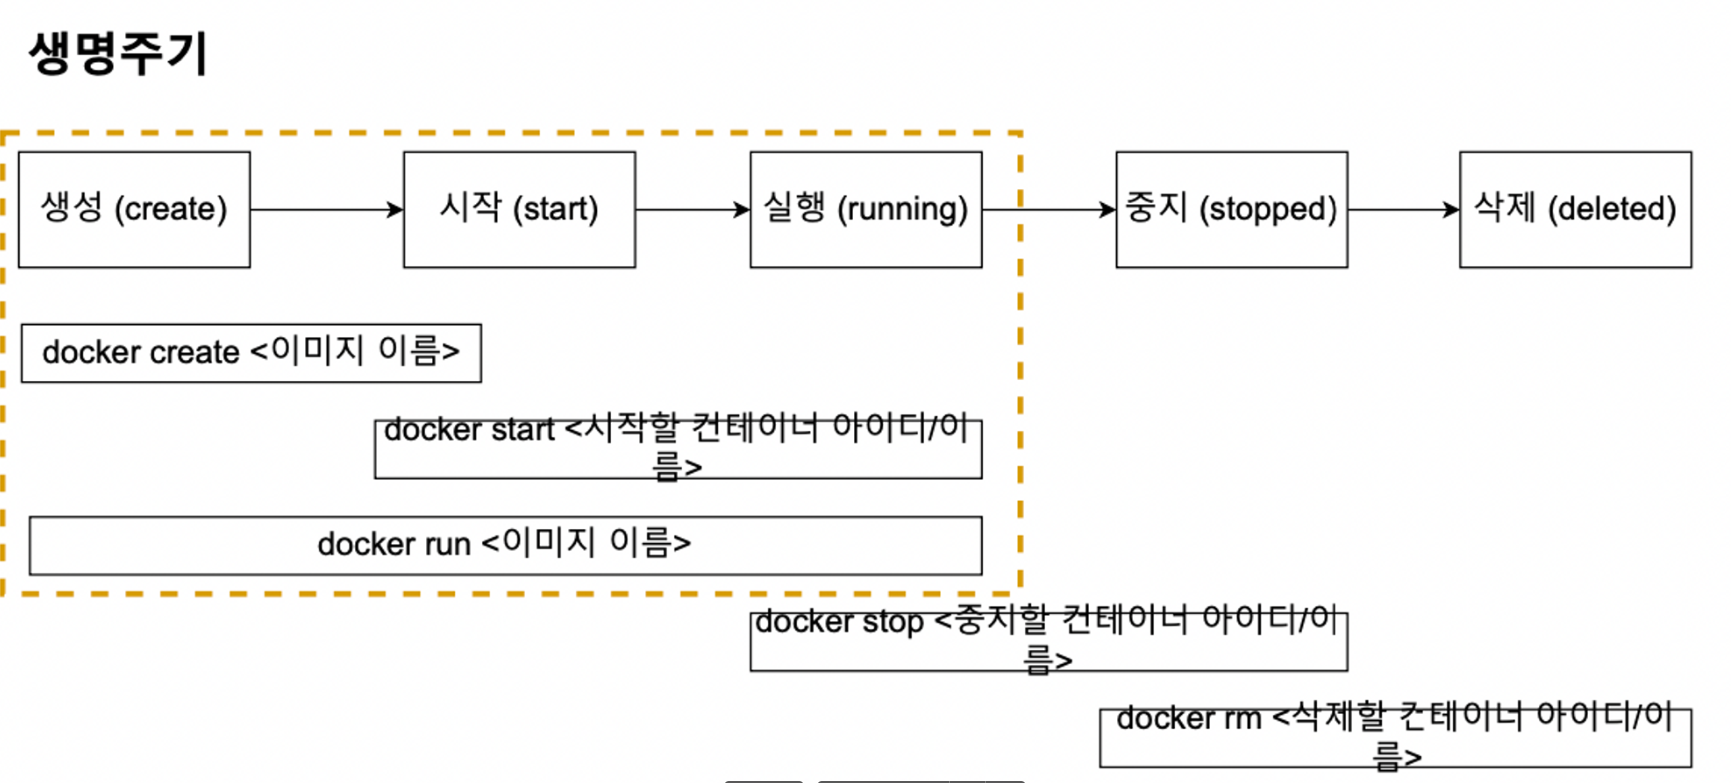 생명주기
생성 (create)
시작 (start)
실행 (running)
중지 (stopped)
삭제 (deleted)
docker create <이미지 이름>
docker start <시작할 컨테이너 아이디/이
름>
docker run <이미지 이름>
docker stop <중지할 컨테이너 아이디/이
름>
docker rm <삭제할 컨테이너 아이디/이
름>